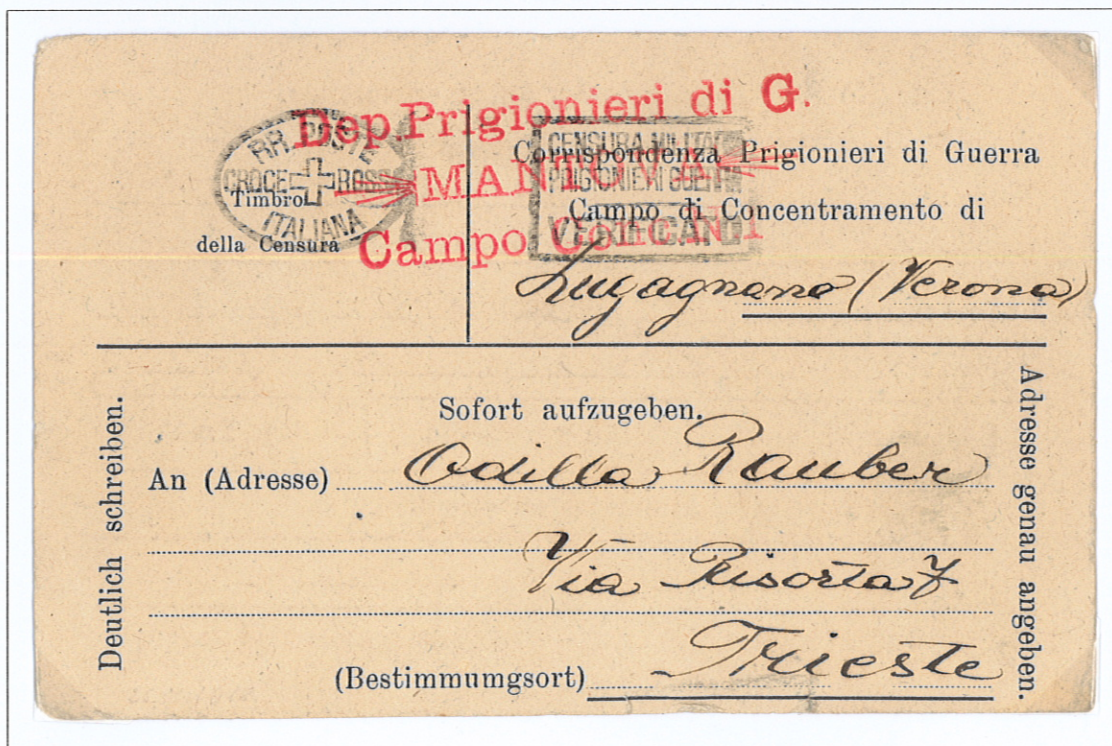 Dep. Prigionieri di G.
MANTOVA
Campo
RR. POSTE
CROCE ROSSA
ITALIANA
Timbro
della Censura
CENSURA MILITARE
PRIGIONIERI GUERRA
Corrispondenza Prigionieri di Guerra
Campo di Concentramento di
Lugagnano (Verona)
Deutlich schreiben.
Sofort aufzugeben.
An (Adresse) Odilla Rauber
Via Risorta 7
(Bestimmumgsort) Trieste
Adresse genau angeben.